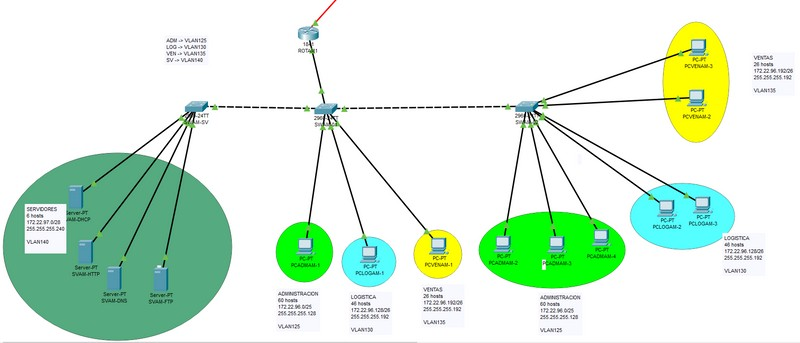 ADM -> VLAN125
LOG -> VLAN130
VEN -> VLAN135
SV -> VLAN140
PC-PT
PCVENAM-3
VENTAS
26 hosts
172.22.96.192/26
255.255.255.192
VLAN135
PC-PT
PCVENAM-2
SERVIDORES
6 hosts
172.22.97.0/28
255.255.255.240
VLAN140
Server-PT
Server-PT
SVAM-HTTP
Server-PT
SVAM-DNS
Server-PT
SVAM-FTP
PC-PT
PCADMAM-1
PC-PT
PCLOGAM-1
PC-PT
PCVENAM-1
PC-PT
PCADMAM-2
PC-PT
PCADMAM-3
PC-PT
PCADMAM-4
PC-PT
PCLOGAM-2
PC-PT
PCLOGAM-3
LOGISTICA
46 hosts
172.22.96.128/26
255.255.255.192
VLAN130
ADMINISTRACION
60 hosts
172.22.96.0/25
255.255.255.128
VLAN125
LOGISTICA
46 hosts
172.22.96.128/26
255.255.255.192
VLAN130
VENTAS
26 hosts
172.22.96.192/26
255.255.255.192
VLAN135
ADMINISTRACION
60 hosts
172.22.96.0/25
255.255.255.128
VLAN125